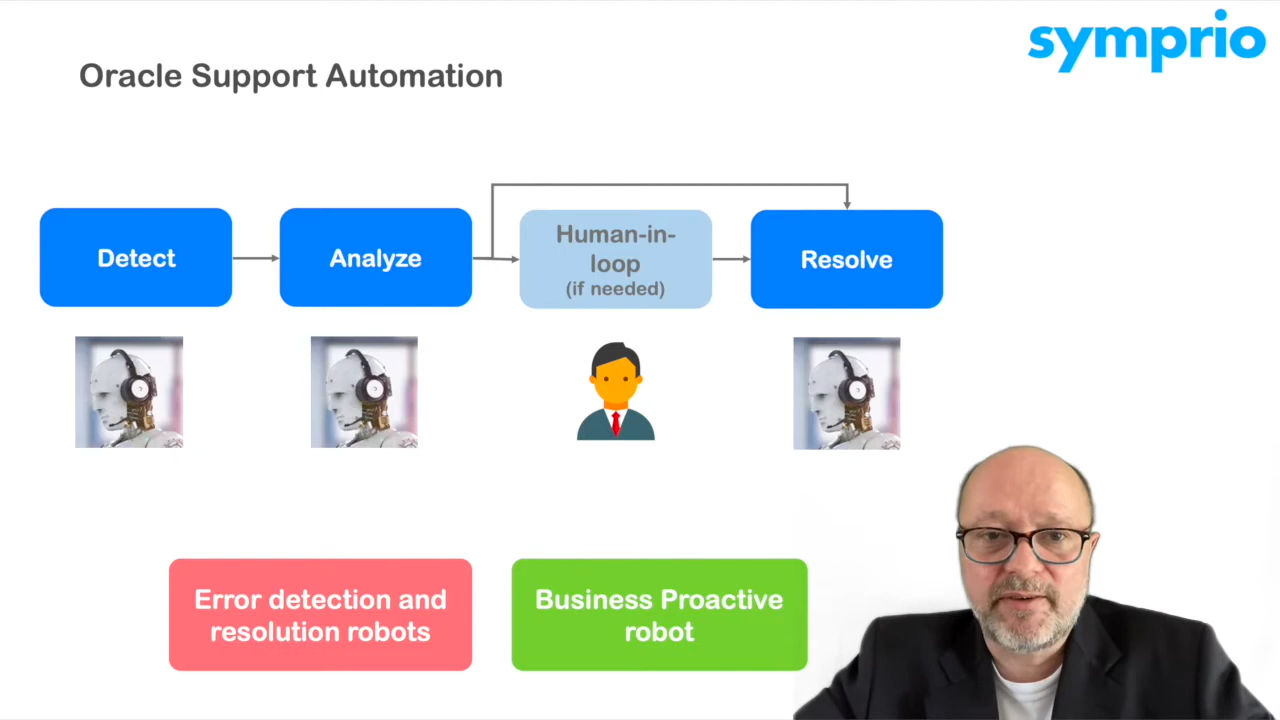 symprio
Oracle Support Automation
Detect
Analyze
Human-in-
loop
(if needed)
Resolve
Error detection and
resolution robots
Business Proactive
robot